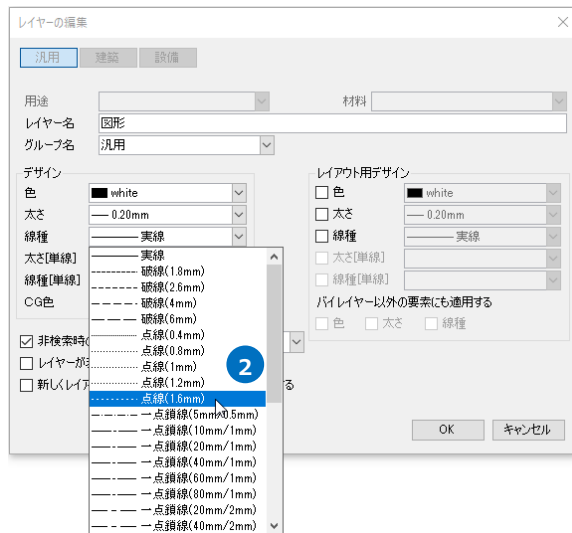 レイヤーの編集
汎用 建築 設備
用途 材料
レイヤー名 図形
グループ名 汎用
デザイン レイアウト用デザイン
色 white 色 white
太さ 0.20mm 太さ 0.20mm
線種 実線 線種 実線
太さ[単線] 実線 太さ[単線]
破線(1.8mm)
線種[単線] 破線(2.6mm) 線種[単線]
CG色 破線(4mm) バイレイヤー以外の要素にも適用する
破線(6mm) 色 太さ 線種
非検索時 点線(0.4mm)
点線(0.8mm)
レイヤーが 点線(1mm) 2
新しくレイ 点線(1.2mm) る
点線(1.6mm)
一点鎖線(5mm/0.5mm)
一点鎖線(10mm/1mm) OK キャンセル
一点鎖線(20mm/1mm)
一点鎖線(40mm/1mm)
一点鎖線(60mm/1mm)
一点鎖線(80mm/1mm)
一点鎖線(20mm/2mm)
一点鎖線(40mm/2mm)